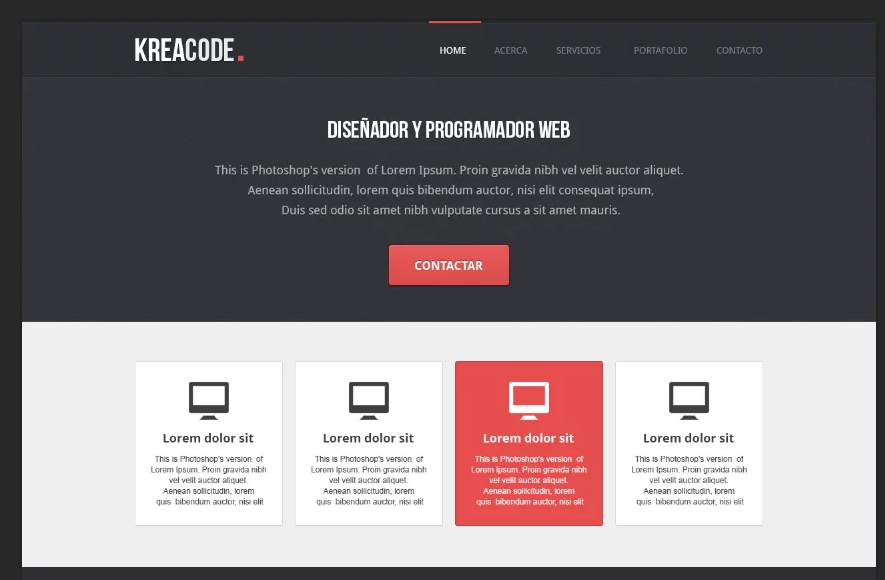 KREACODE.
HOME ACERCA SERVICIOS PORTAFOLIO CONTACTO
DISEÑADOR Y PROGRAMADOR WEB
This is Photoshop's version of Lorem Ipsum. Proin gravida nibh vel velit auctor aliquet.
Aenean sollicitudin, lorem quis bibendum auctor, nisi elit consequat ipsum,
Duis sed odio sit amet nibh vulputate cursus a sit amet mauris.
CONTACTAR
Lorem dolor sit
This is Photoshop's version of
Lorem Ipsum. Proin gravida nibh
vel velit auctor aliquet.
Aenean sollicitudin, lorem
quis bibendum auctor, nisi elit
Lorem dolor sit
This is Photoshop's version of
Lorem Ipsum. Proin gravida nibh
vel velit auctor aliquet.
Aenean sollicitudin, lorem
quis bibendum auctor, nisi elit
Lorem dolor sit
This is Photoshop's version of
Lorem Ipsum. Proin gravida nibh
vel velit auctor aliquet.
Aenean sollicitudin, lorem
quis bibendum auctor, nisi elit
Lorem dolor sit
This is Photoshop's version of
Lorem Ipsum. Proin gravida nibh
vel velit auctor aliquet.
Aenean sollicitudin, lorem
quis bibendum auctor, nisi elit